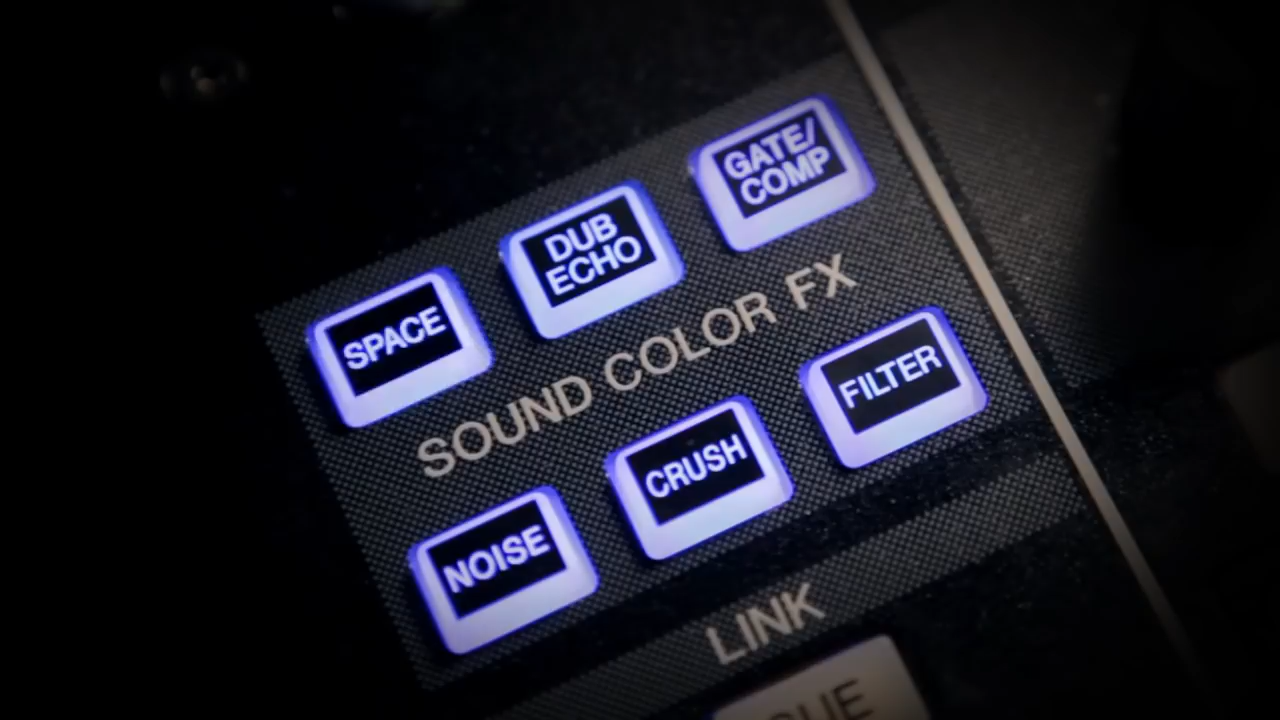 SPACE
DUB
ECHO
GATE/
COMP
SOUND COLOR FX
NOISE
CRUSH
FILTER
LINK